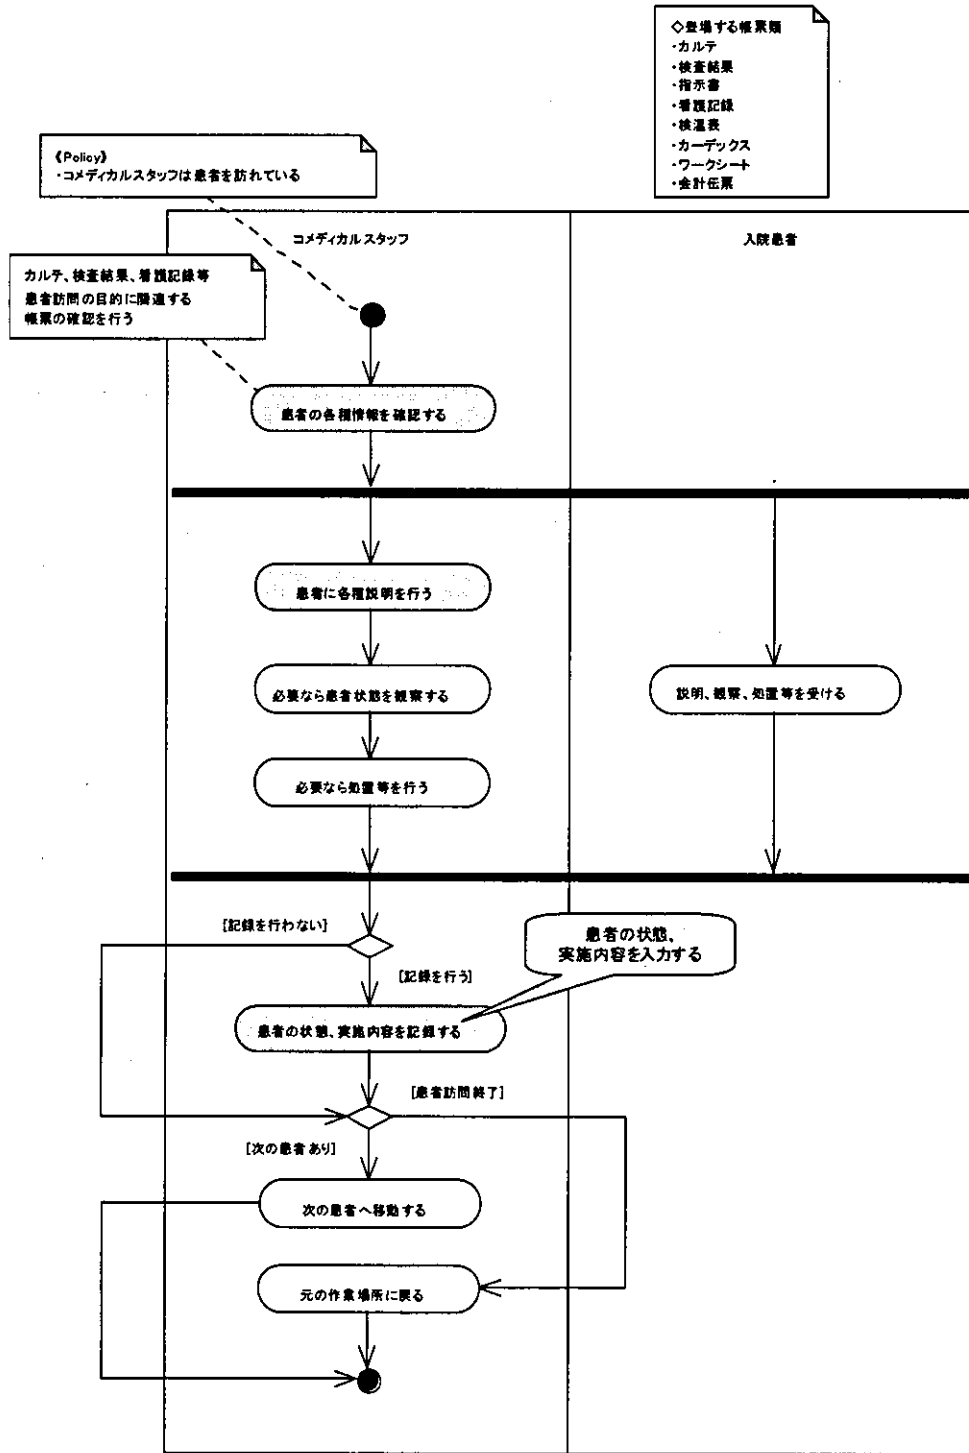 ◇登場する帳票類
・カルテ
・検査結果
・指示書
・看護記録
・検温表
・カーデックス
・ワークシート
・会計伝票
《Policy》
・コメディカルスタッフは患者を訪れている
コメディカルスタッフ
入院患者
カルテ、検査結果、看護記録等
患者訪問の目的に関連する
帳票の確認を行う
患者の各種情報を確認する
患者に各種説明を行う
必要なら患者状態を観察する
説明、観察、処置等を受ける
必要なら処置等を行う
[記録を行わない]
患者の状態、
実施内容を入力する
[記録を行う]
患者の状態、実施内容を記録する
[患者訪問終了]
[次の患者あり]
次の患者へ移動する
元の作業場所に戻る